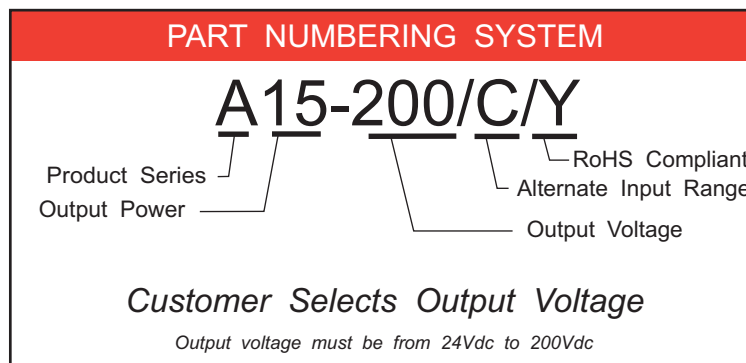 PART NUMBERING SYSTEM
A15-200/C/Y
RoHS Compliant
Product Series
Alternate Input Range
Output Power
Output Voltage
Customer Selects Output Voltage
Output voltage must be from 24Vdc to 200Vdc